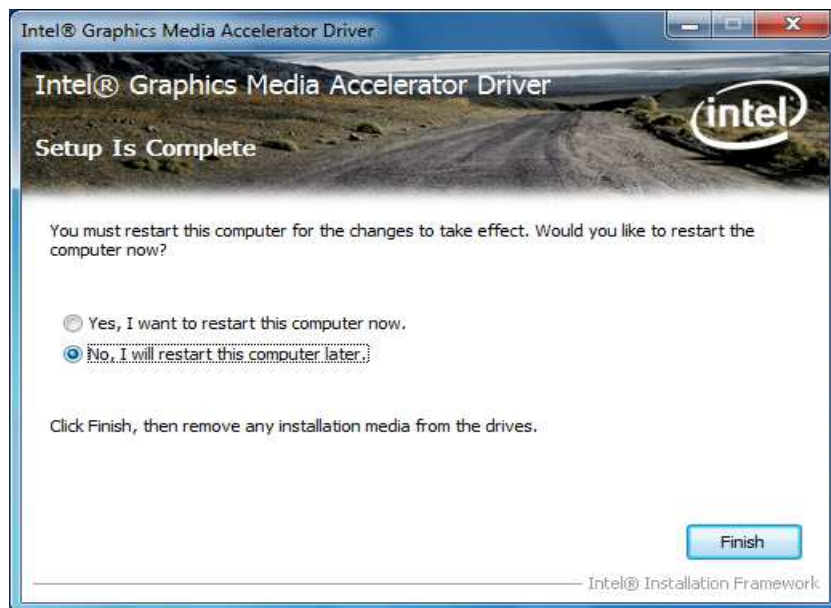 Intel® Graphics Media Accelerator Driver
Intel® Graphics Media Accelerator Driver
intel
Setup Is Complete
You must restart this computer for the changes to take effect. Would you like to restart the
computer now?
Yes, I want to restart this computer now.
No, I will restart this computer later.
Click Finish, then remove any installation media from the drives.
Finish
Intel® Installation Framework